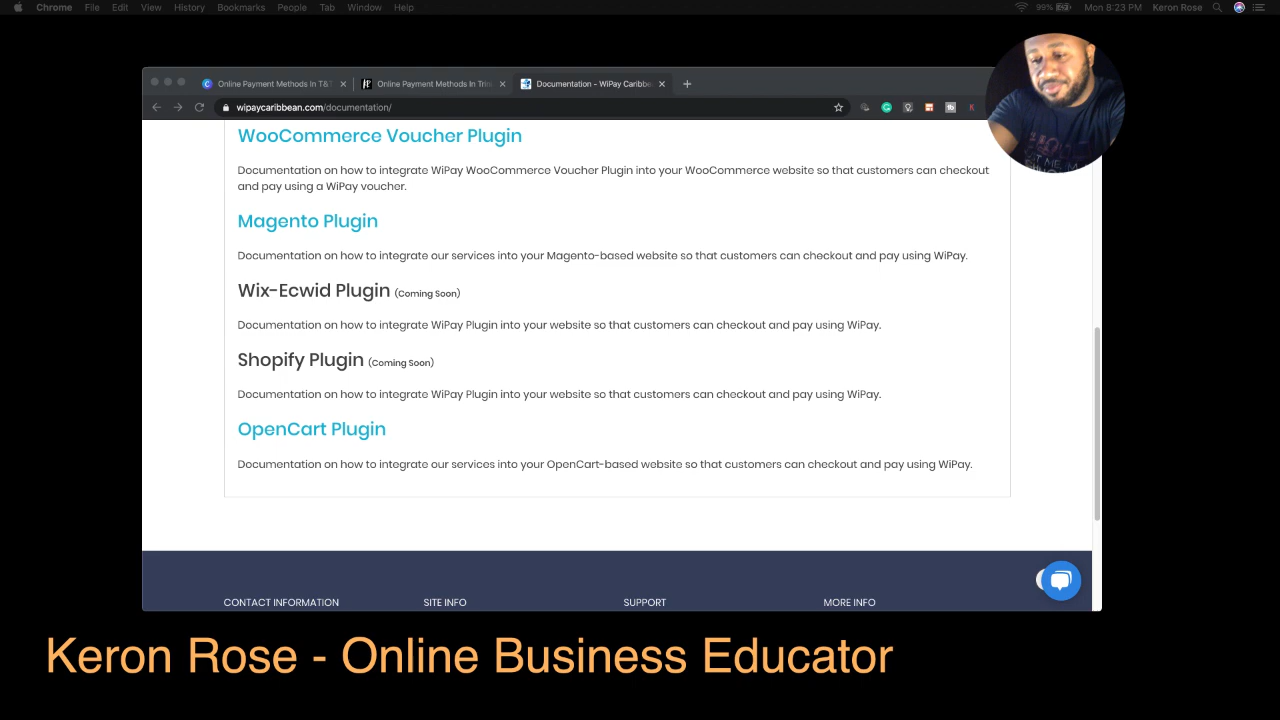 Chrome File Edit View History Bookmarks People Tab Window Help 99% Mon 8:23 PM Keron Rose
Online Payment Methods In T&T Online Payment Methods In Trin Documentation – WiPay Caribbe
wipaycaribbean.com/documentation/
WooCommerce Voucher Plugin
Documentation on how to integrate WiPay WooCommerce Voucher Plugin into your WooCommerce website so that customers can checkout
and pay using a WiPay voucher.
Magento Plugin
Documentation on how to integrate our services into your Magento-based website so that customers can checkout and pay using WiPay.
Wix-Ecwid Plugin (Coming Soon)
Documentation on how to integrate WiPay Plugin into your website so that customers can checkout and pay using WiPay.
Shopify Plugin (Coming Soon)
Documentation on how to integrate WiPay Plugin into your website so that customers can checkout and pay using WiPay.
OpenCart Plugin
Documentation on how to integrate our services into your OpenCart-based website so that customers can checkout and pay using WiPay.
CONTACT INFORMATION SITE INFO SUPPORT MORE INFO
Keron Rose - Online Business Educator